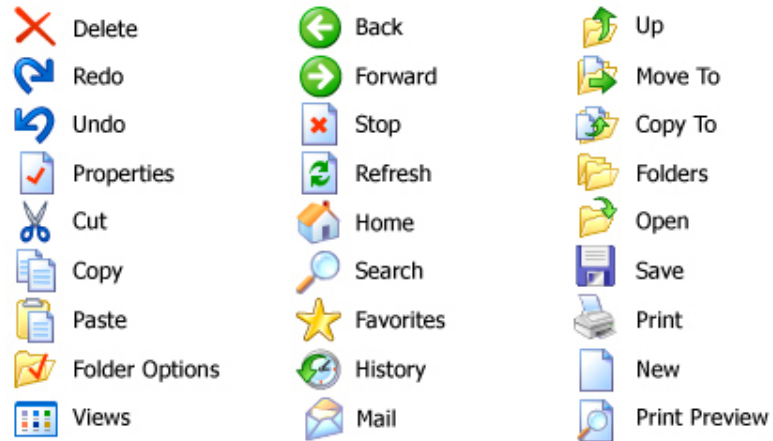 Delete
Redo
Undo
Properties
Cut
Copy
Paste
Folder Options
Views
Back
Forward
Stop
Refresh
Home
Search
Favorites
History
Mail
Up
Move To
Copy To
Folders
Open
Save
Print
New
Print Preview